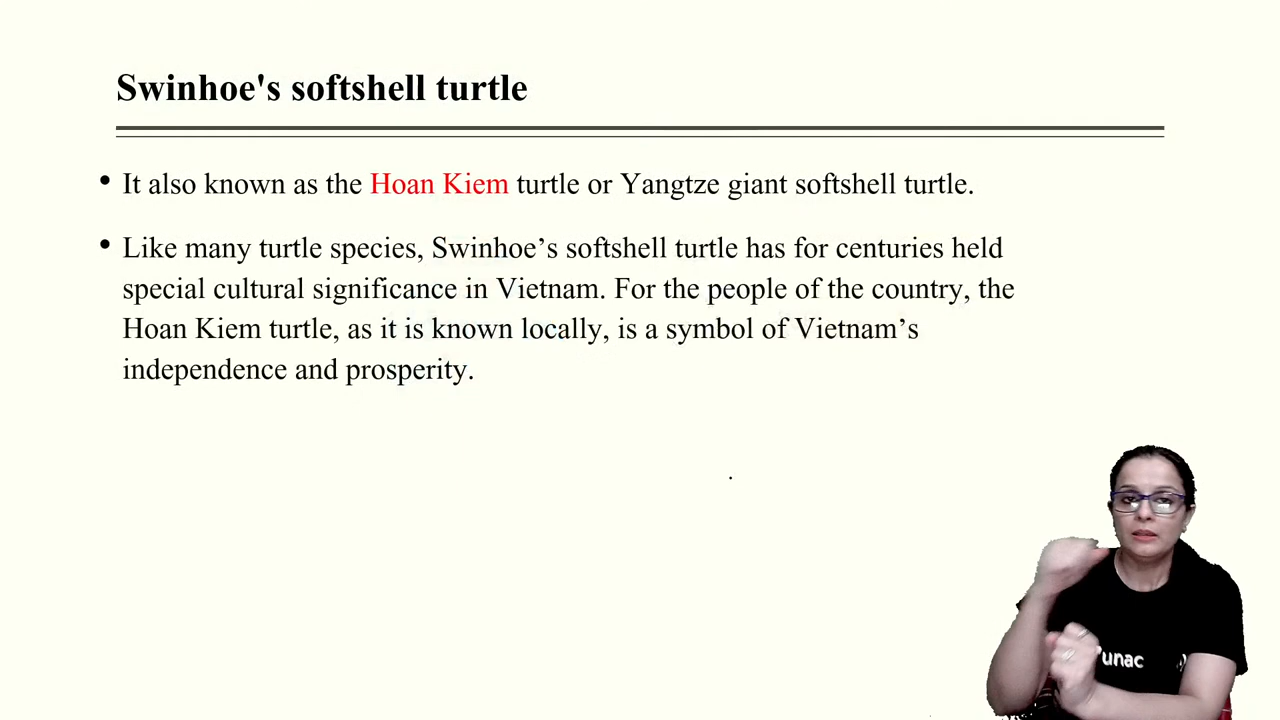 Swinhoe's softshell turtle
• It also known as the Hoan Kiem turtle or Yangtze giant softshell turtle.
• Like many turtle species, Swinhoe’s softshell turtle has for centuries held
special cultural significance in Vietnam. For the people of the country, the
Hoan Kiem turtle, as it is known locally, is a symbol of Vietnam’s
independence and prosperity.
unac